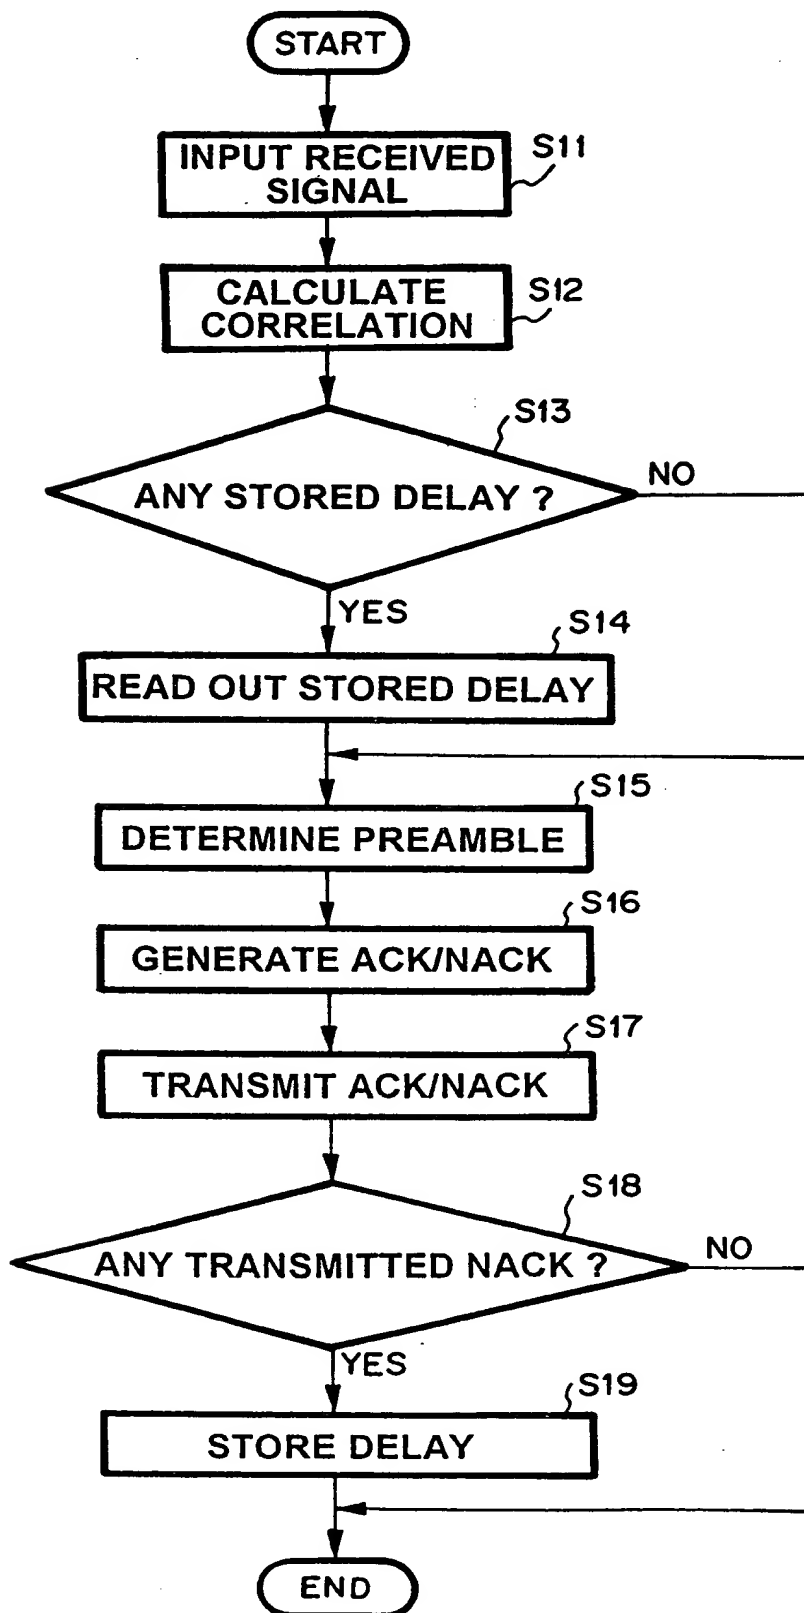 START
INPUT RECEIVED
SIGNAL
S11
CALCULATE
CORRELATION
S12
S13
ANY STORED DELAY ?
NO
YES
S14
READ OUT STORED DELAY
S15
DETERMINE PREAMBLE
S16
GENERATE ACK/NACK
S17
TRANSMIT ACK/NACK
S18
ANY TRANSMITTED NACK ?
NO
YES
S19
STORE DELAY
END